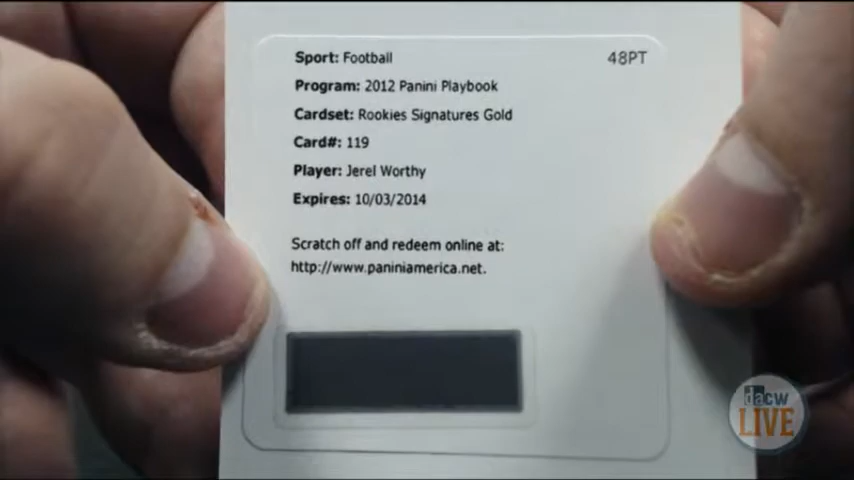 Sport: Football
48PT
Program: 2012 Panini Playbook
Cardset: Rookies Signatures Gold
Card#: 119
Player: Jerel Worthy
Expires: 10/03/2014
Scratch off and redeem online at:
http://www.paniniamerica.net.
dacw
LIVE